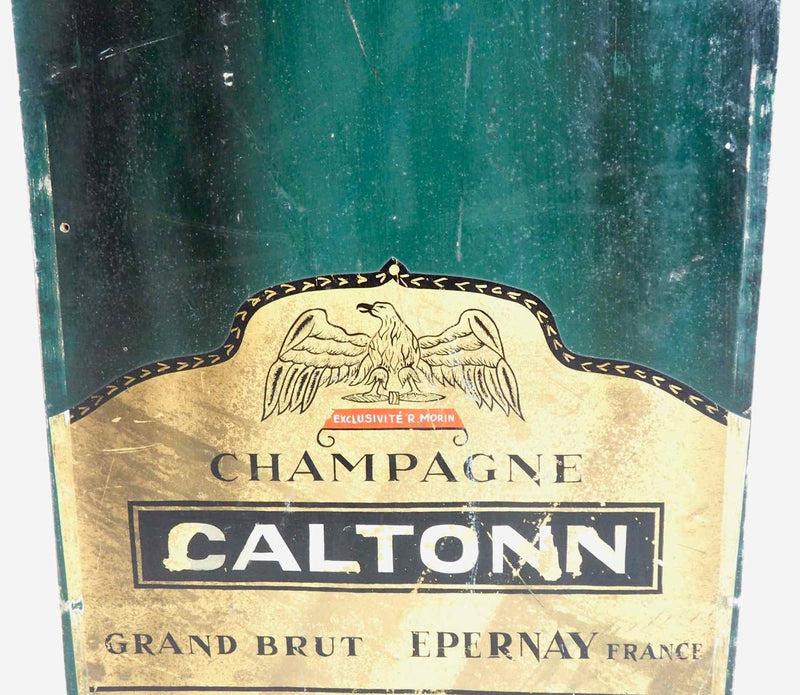 EXCLUSIVITÉ R. MORIN
CHAMPAGNE
CALTONN
GRAND BRUT EPERNAY FRANCE